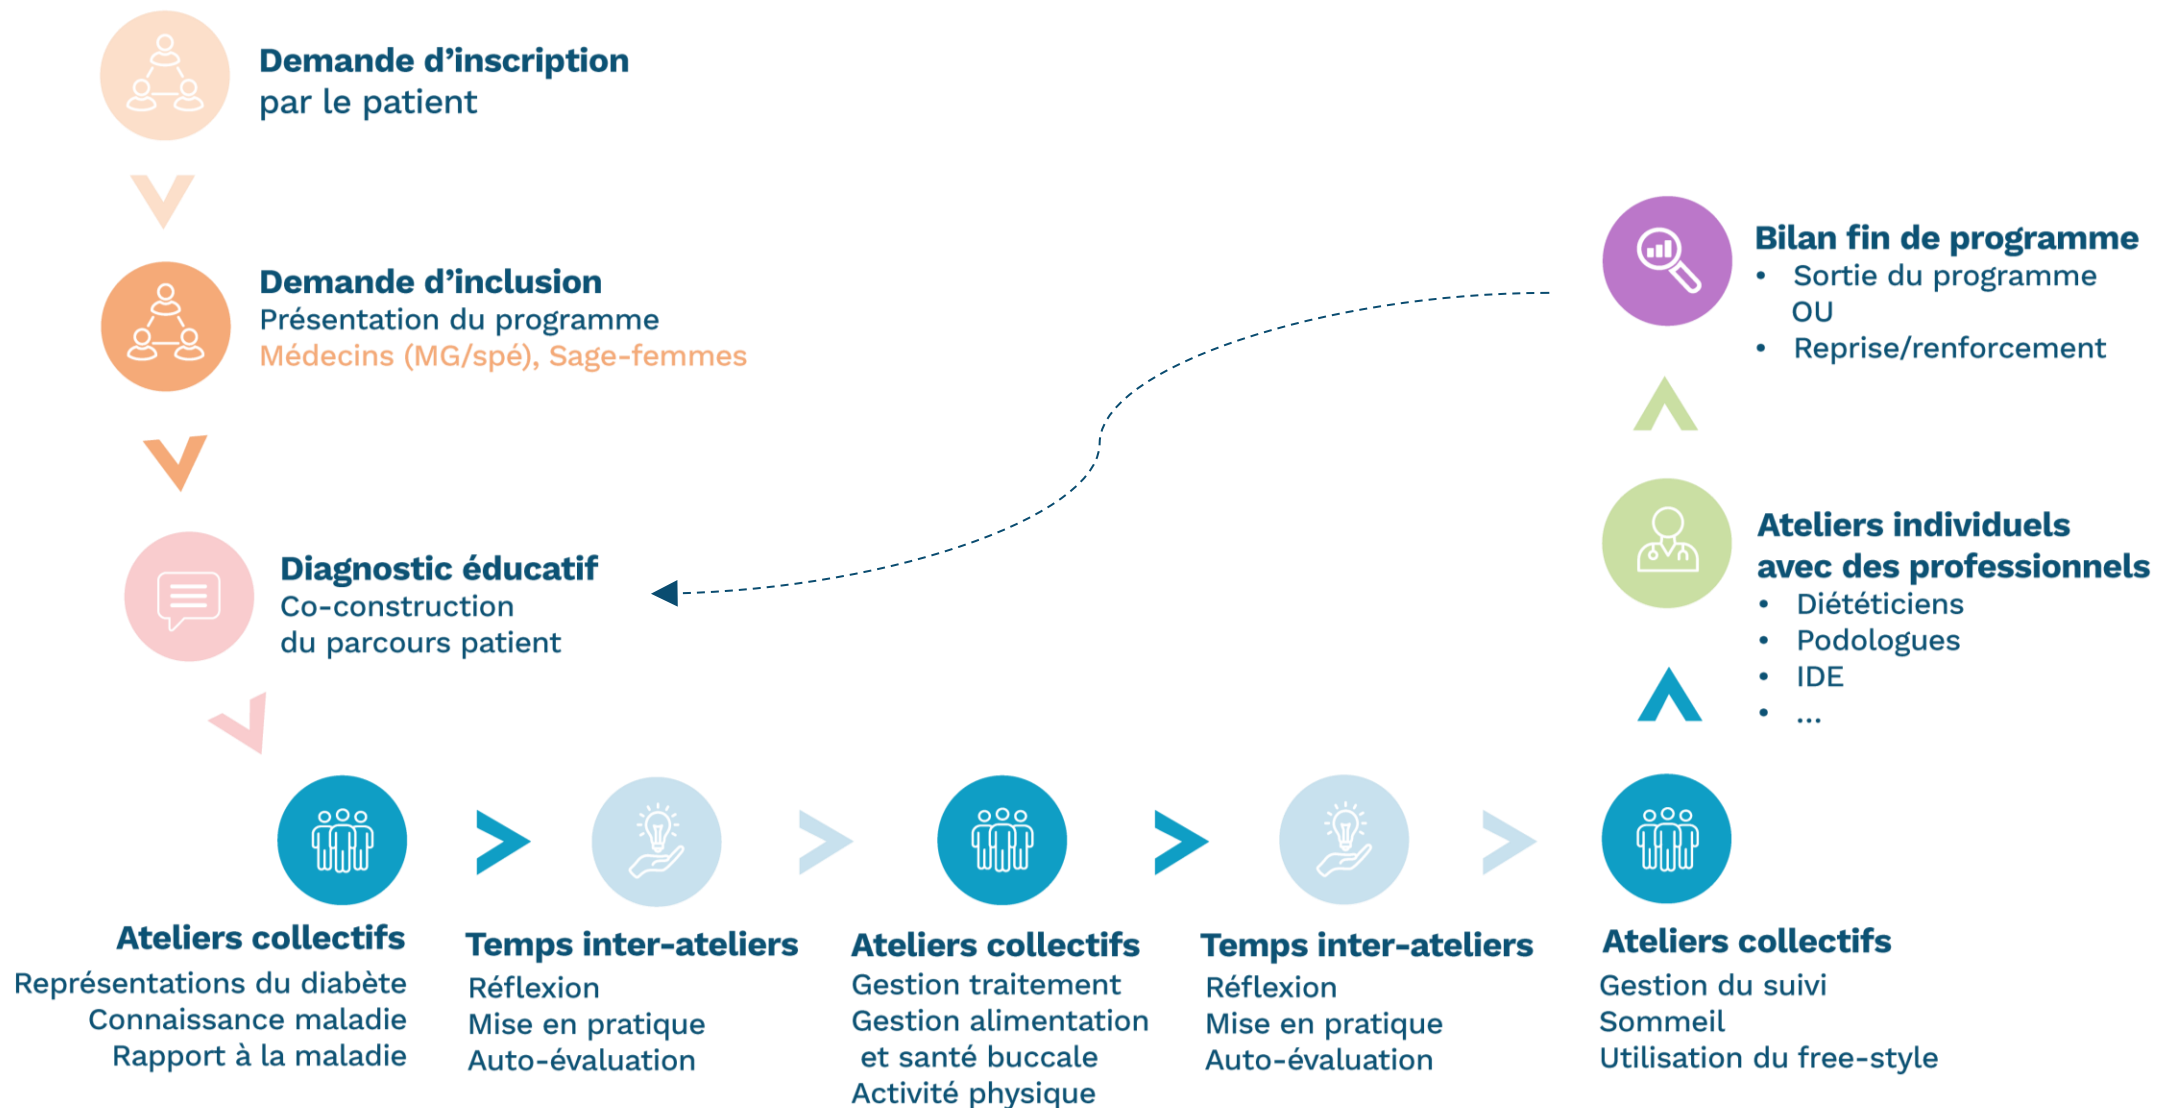 Demande d’inscription
par le patient
Demande d’inclusion
Présentation du programme
Médecins (MG/spé), Sage-femmes
Diagnostic éducatif
Co-construction
du parcours patient
Ateliers collectifs
Représentations du diabète
Connaissance maladie
Rapport à la maladie
Temps inter-ateliers
Réflexion
Mise en pratique
Auto-évaluation
Ateliers collectifs
Gestion traitement
Gestion alimentation
et santé buccale
Activité physique
Temps inter-ateliers
Réflexion
Mise en pratique
Auto-évaluation
Ateliers collectifs
Gestion du suivi
Sommeil
Utilisation du free-style
Ateliers individuels
avec des professionnels
• Diététiciens
• Podologues
• IDE
• ...
Bilan fin de programme
• Sortie du programme
OU
• Reprise/renforcement